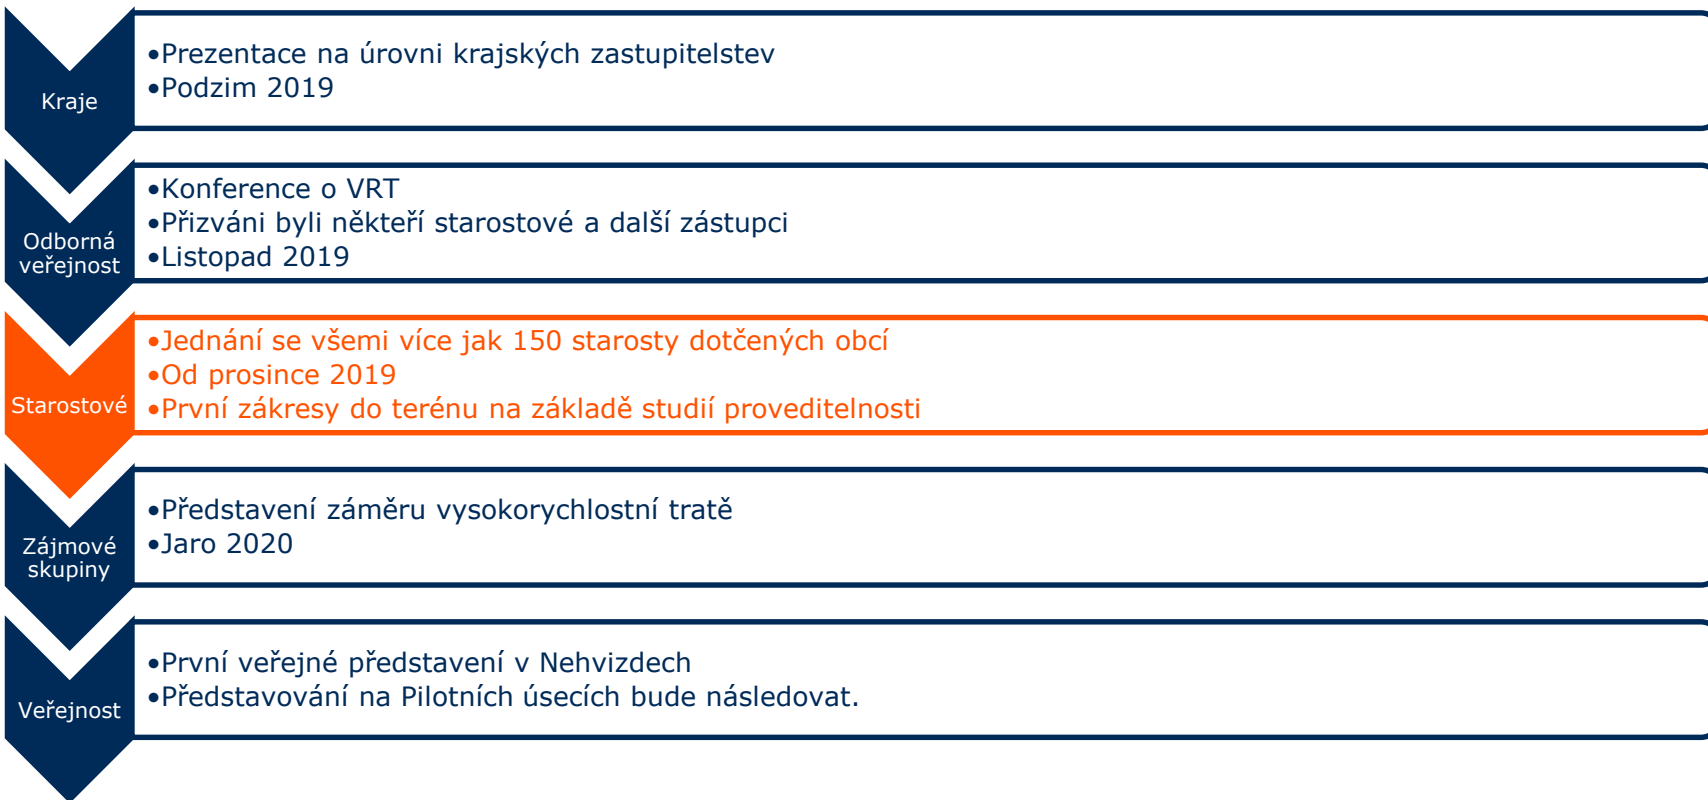 Kraje
•Prezentace na úrovni krajských zastupitelstev
•Podzim 2019
Odborná
veřejnost
•Konference o VRT
•Přizváni byli někteří starostové a další zástupci
•Listopad 2019
Starostové
•Jednání se všemi více jak 150 starosty dotčených obcí
•Od prosince 2019
•První zákresy do terénu na základě studií proveditelnosti
Zájmové
skupiny
•Představení záměru vysokorychlostní tratě
•Jaro 2020
Veřejnost
•První veřejné představení v Nehvizdech
•Představování na Pilotních úsecích bude následovat.